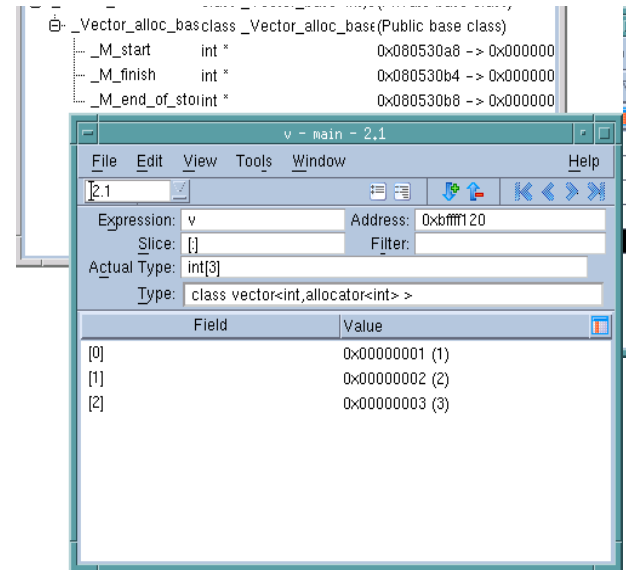 _Vector_alloc_bas class _Vector_alloc_base (Public base class)
_M_start int * 0x080530a8 -> 0x000000
_M_finish int * 0x080530b4 -> 0x000000
_M_end_of_stor int * 0x080530b8 -> 0x000000
v - main - 2.1
File Edit View Tools Window Help
2.1
Expression: v Address: 0xbffff120
Slice: [:] Filter:
Actual Type: int[3]
Type: class vector<int,allocator<int> >
Field Value
[0] 0x00000001 (1)
[1] 0x00000002 (2)
[2] 0x00000003 (3)